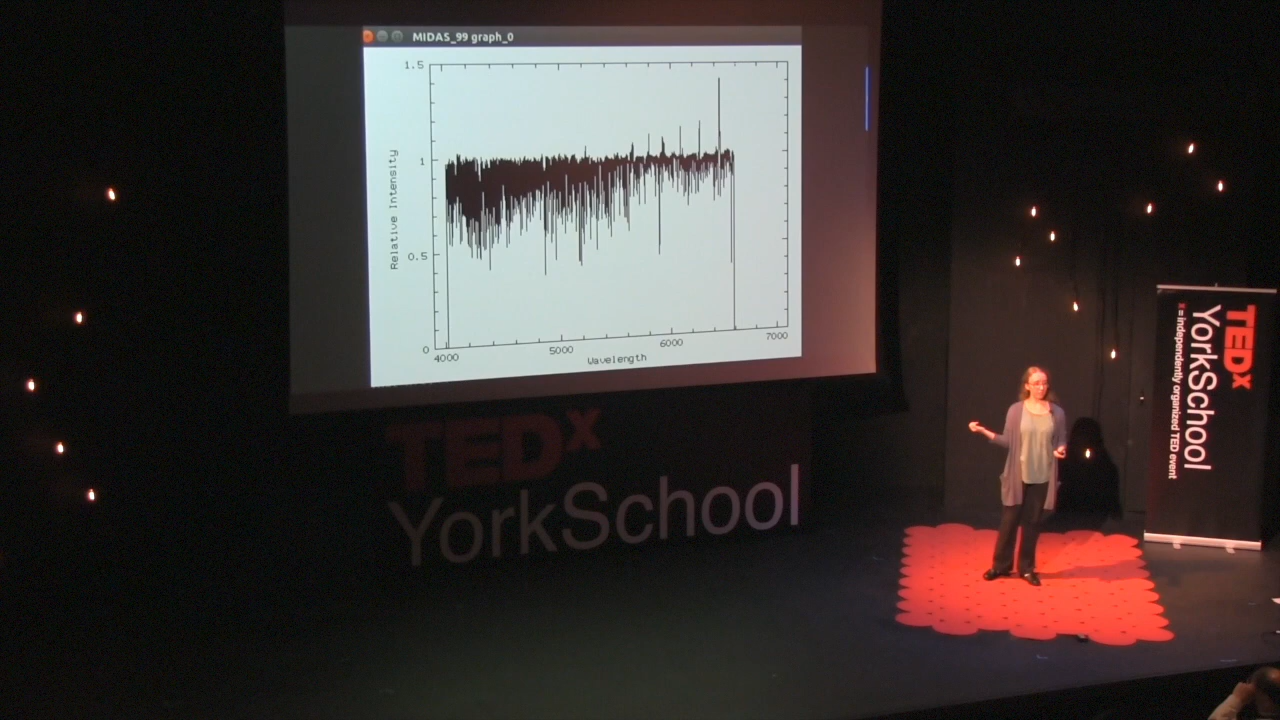 MIDAS_99 graph_0
1.5
1
0.5
0
Relative Intensity
4000 5000 6000 7000
Wavelength
TEDx
YorkSchool
TEDx
YorkSchool
x = independently organized TED event